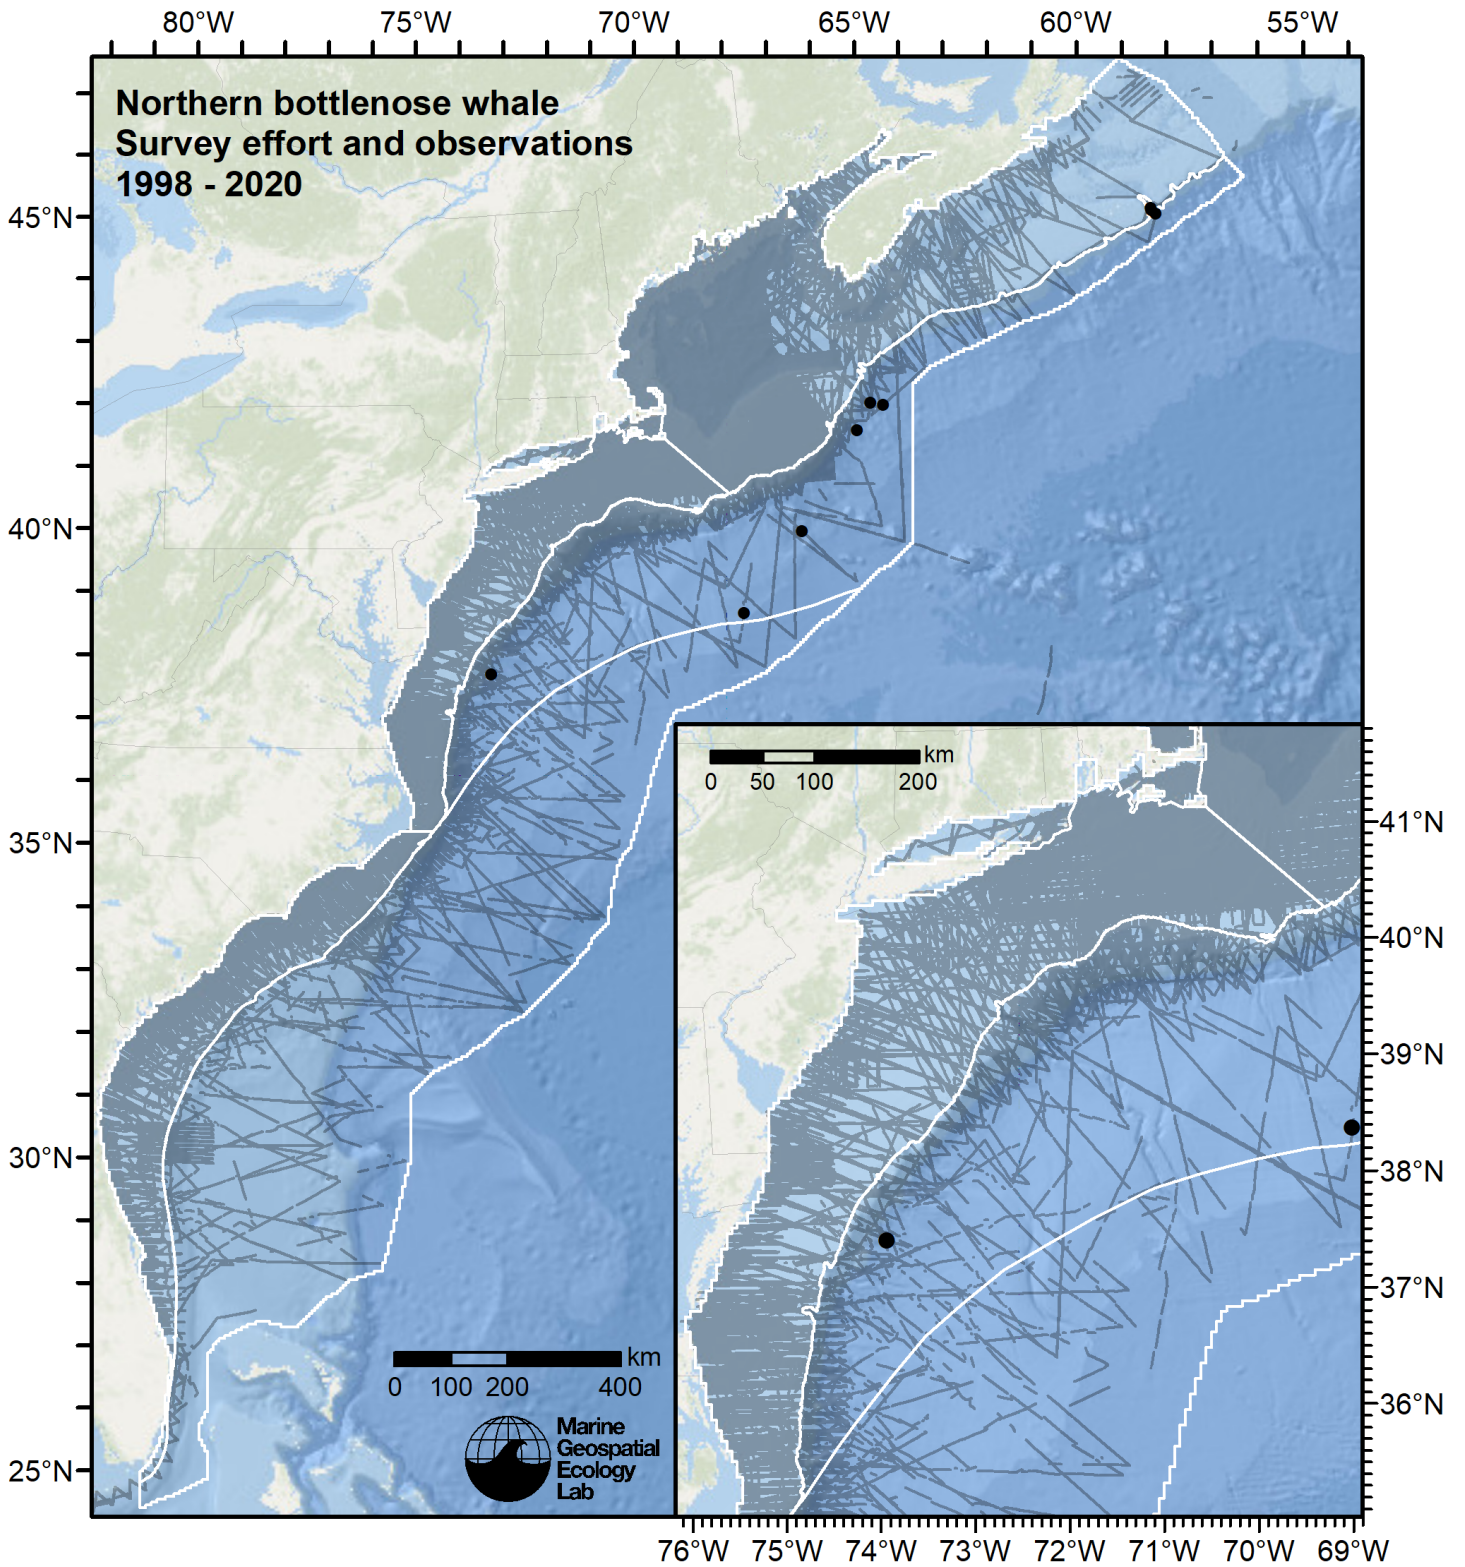 80°W 75°W 70°W 65°W 60°W 55°W
Northern bottlenose whale
Survey effort and observations
1998 - 2020
45°N
40°N
35°N
30°N
25°N
km
0 50 100 200
41°N
40°N
39°N
38°N
37°N
36°N
km
0 100 200 400
Marine
Geospatial
Ecology
Lab
76°W 75°W 74°W 73°W 72°W 71°W 70°W 69°W